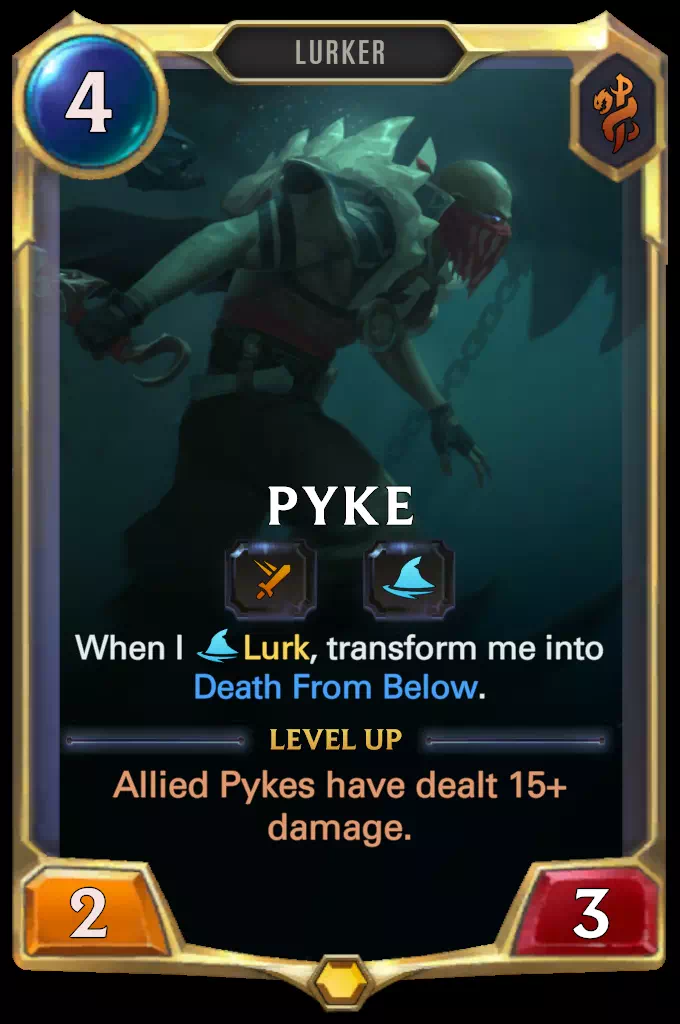 LURKER
4
PYKE
When I Lurk, transform me into
Death From Below.
LEVEL UP
Allied Pykes have dealt 15+
damage.
2
3